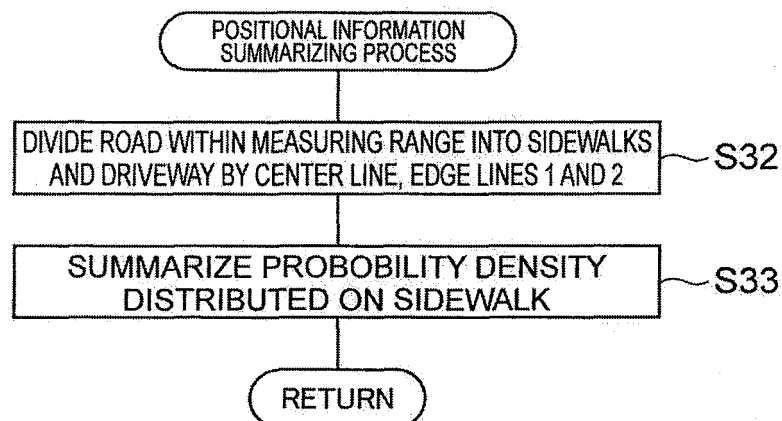 POSITIONAL INFORMATION
SUMMARIZING PROCESS
DIVIDE ROAD WITHIN MEASURING RANGE INTO SIDEWALKS
AND DRIVEWAY BY CENTER LINE, EDGE LINES 1 AND 2
S32
SUMMARIZE PROBOBILITY DENSITY
DISTRIBUTED ON SIDEWALK
S33
RETURN